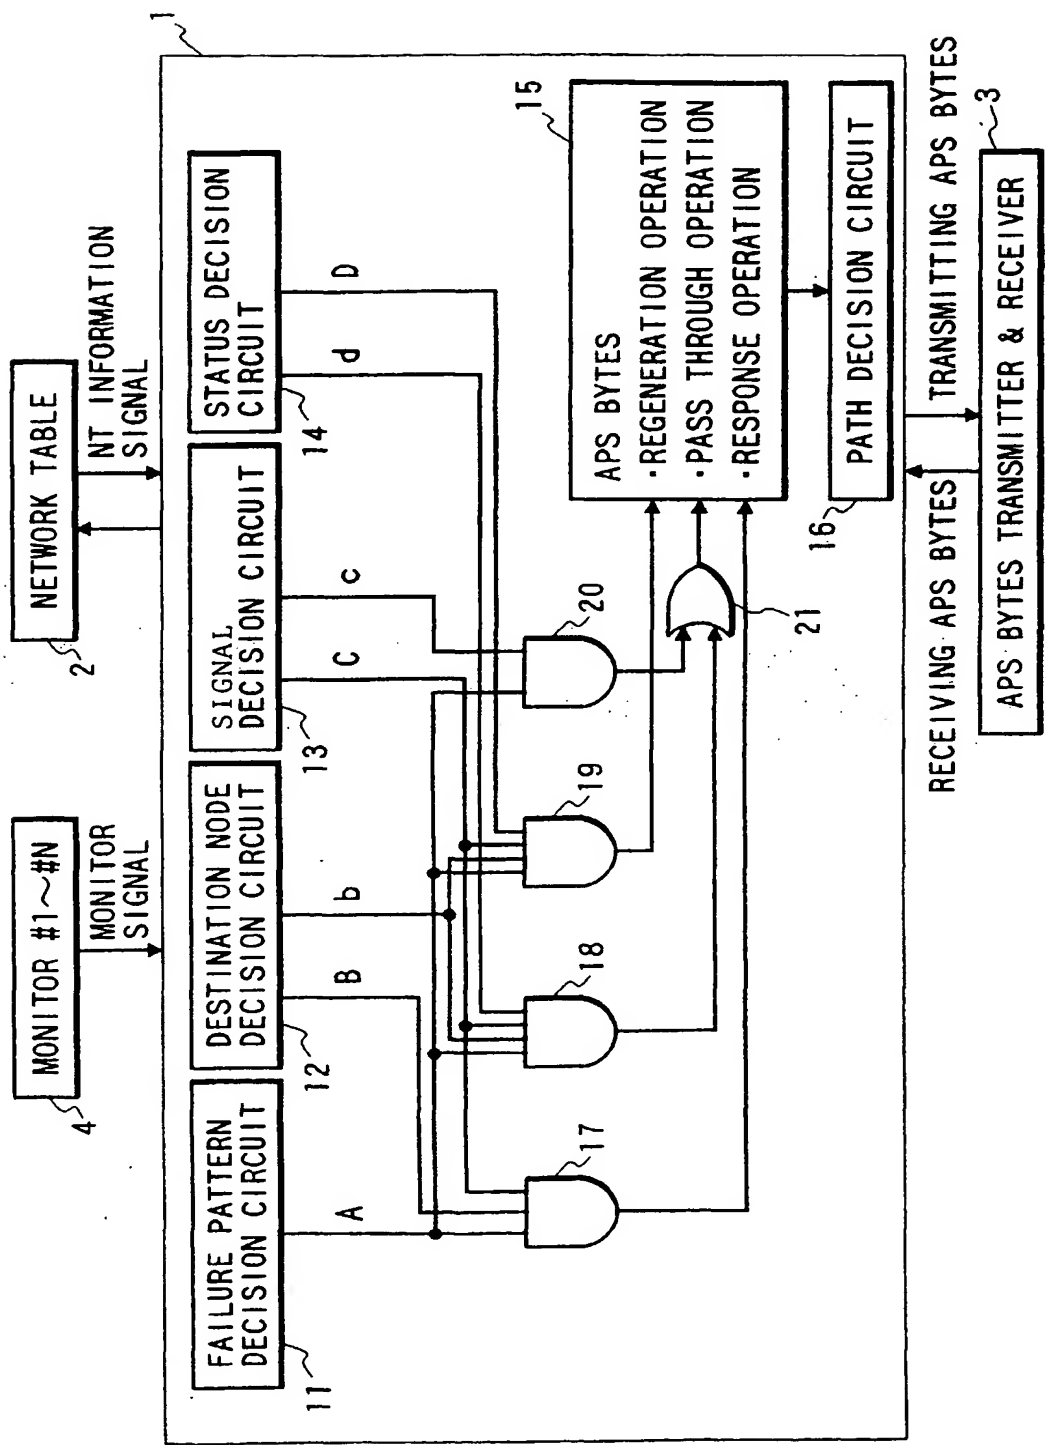 1
MONITOR #1~#N
4
MONITOR
SIGNAL
NETWORK TABLE
2
NT INFORMATION
SIGNAL
FAILURE PATTERN
DECISION CIRCUIT
11
DESTINATION NODE
DECISION CIRCUIT
12
SIGNAL
DECISION CIRCUIT
13
STATUS DECISION
CIRCUIT
14
A
B
b
C
c
d
D
17
18
19
20
21
15
APS BYTES
·REGENERATION OPERATION
·PASS THROUGH OPERATION
·RESPONSE OPERATION
16
PATH DECISION CIRCUIT
RECEIVING APS BYTES
TRANSMITTING APS BYTES
3
APS BYTES TRANSMITTER & RECEIVER